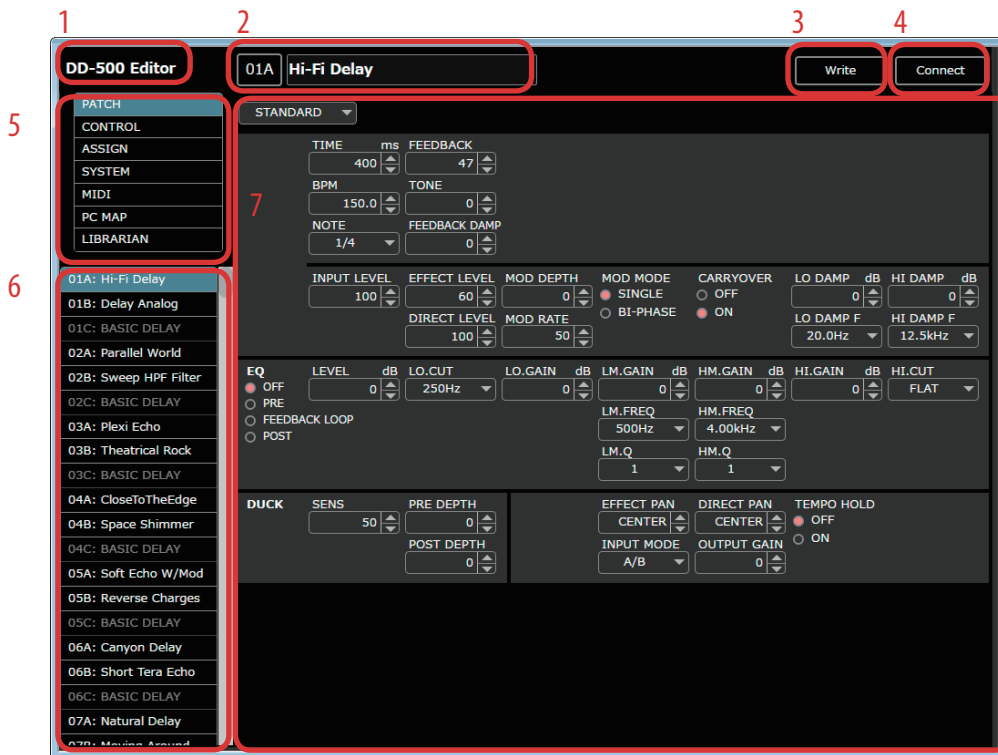 1 2 3 4
DD-500 Editor
01A Hi-Fi Delay
Write
Connect
5
PATCH
CONTROL
ASSIGN
SYSTEM
MIDI
PC MAP
LIBRARIAN
6
01A: Hi-Fi Delay
01B: Delay Analog
01C: BASIC DELAY
02A: Parallel World
02B: Sweep HPF Filter
02C: BASIC DELAY
03A: Plexi Echo
03B: Theatrical Rock
03C: BASIC DELAY
04A: CloseToTheEdge
04B: Space Shimmer
04C: BASIC DELAY
05A: Soft Echo W/Mod
05B: Reverse Charges
05C: BASIC DELAY
06A: Canyon Delay
06B: Short Tera Echo
06C: BASIC DELAY
07A: Natural Delay
07B: Moving Around
STANDARD
7
TIME ms FEEDBACK
400 47
BPM TONE
150.0 0
NOTE FEEDBACK DAMP
1/4 0
INPUT LEVEL EFFECT LEVEL MOD DEPTH MOD MODE CARRYOVER LO DAMP dB HI DAMP dB
100 60 0 SINGLE OFF 0 0
BI-PHASE ON
DIRECT LEVEL MOD RATE LO DAMP F HI DAMP F
100 50 20.0Hz 12.5kHz
EQ LEVEL dB LO.CUT LO.GAIN dB LM.GAIN dB HM.GAIN dB HI.GAIN dB HI.CUT
OFF 0 250Hz 0 0 0 0 FLAT
PRE
FEEDBACK LOOP
POST
LM.FREQ HM.FREQ
500Hz 4.00kHz
LM.Q HM.Q
1 1
DUCK SENS PRE DEPTH
50 0
POST DEPTH
0
EFFECT PAN DIRECT PAN TEMPO HOLD
CENTER CENTER OFF
ON
INPUT MODE OUTPUT GAIN
A/B 0